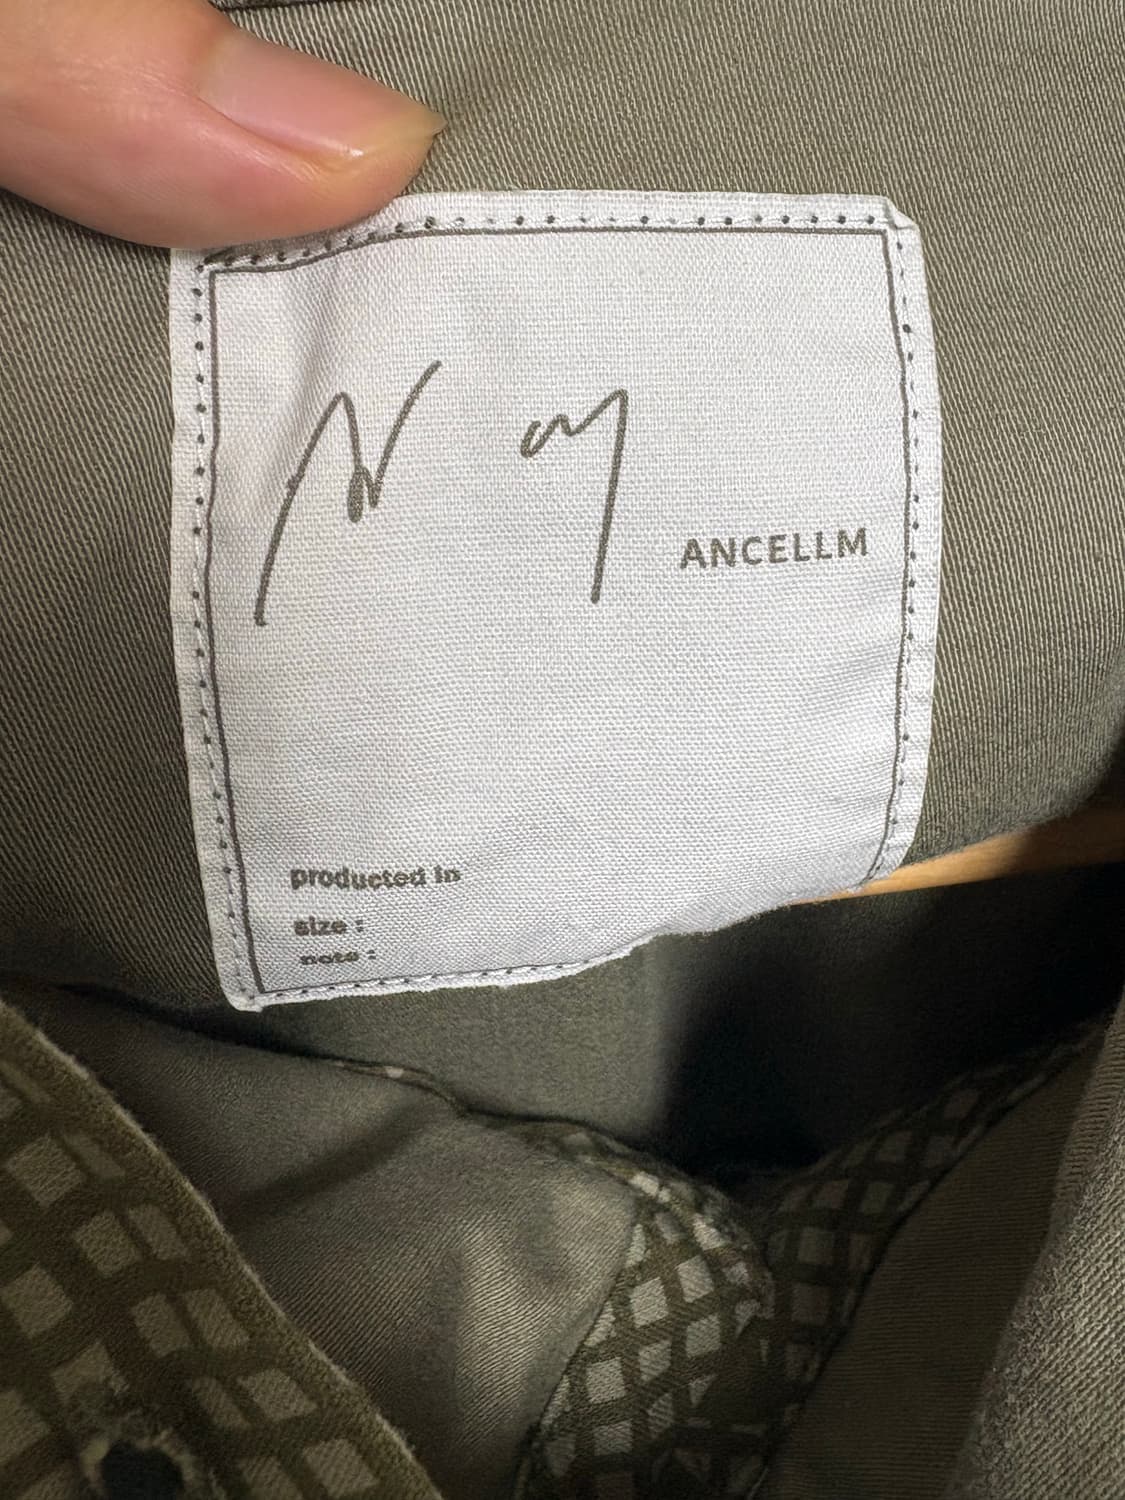 ANCELLM
producted in
size :
note :